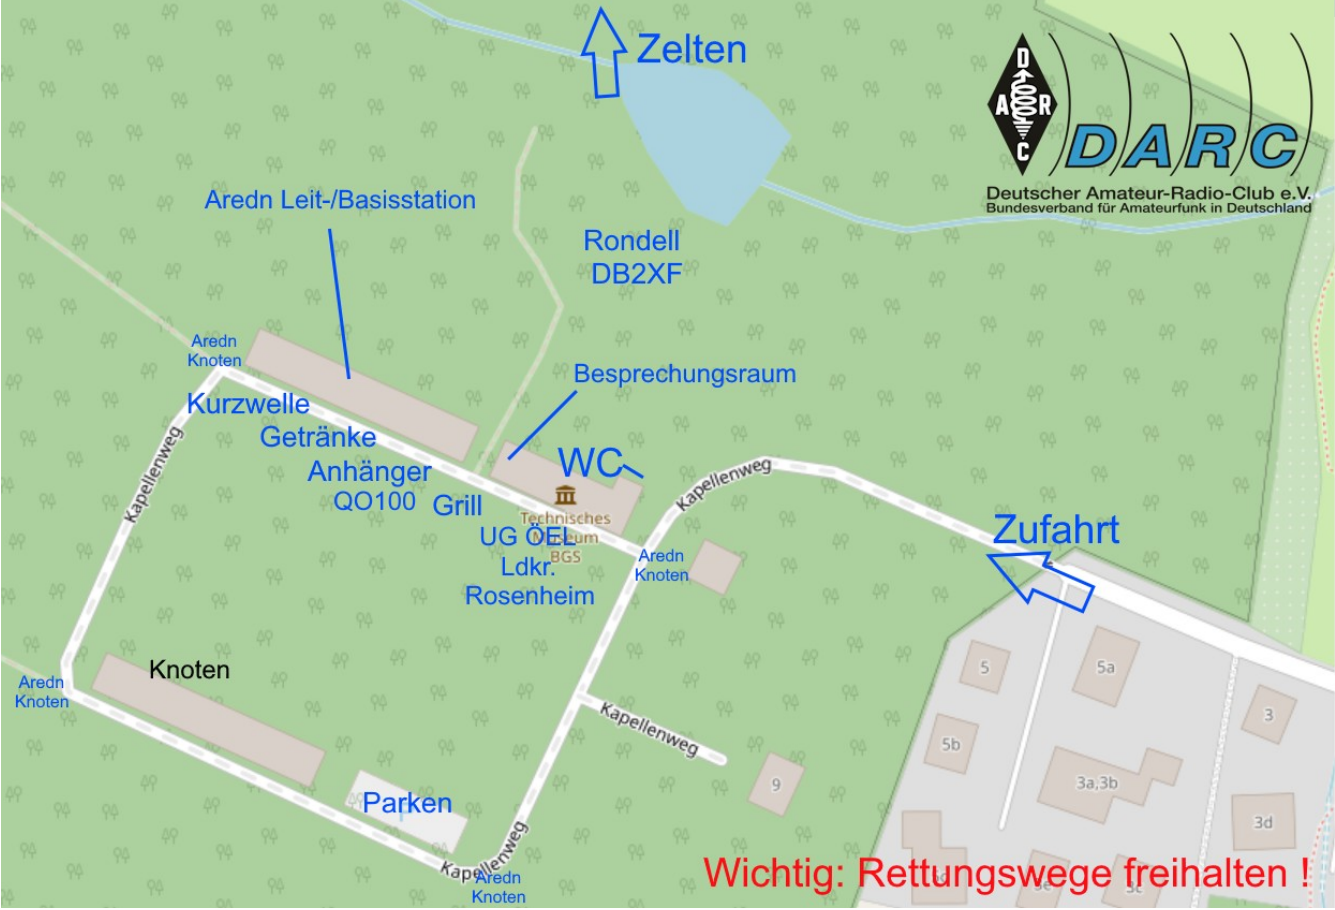 Zelten
D
A R
C
DARC
Deutscher Amateur-Radio-Club e.V.
Bundesverband für Amateurfunk in Deutschland
Aredn Leit-/Basisstation
Rondell
DB2XF
Aredn
Knoten
Besprechungsraum
Kurzwelle
Getränke
Anhänger
QO100
Grill
WC
Kapellenweg
Kapellenweg
Technisches
Museum
BGS
UG ÖEL
Ldkr.
Rosenheim
Aredn
Knoten
Zufahrt
Knoten
Aredn
Knoten
5
5a
Kapellenweg
5b
3
9
3a,3b
Parken
3d
Kapellenweg
Aredn
Knoten
Wichtig: Rettungswege freihalten !